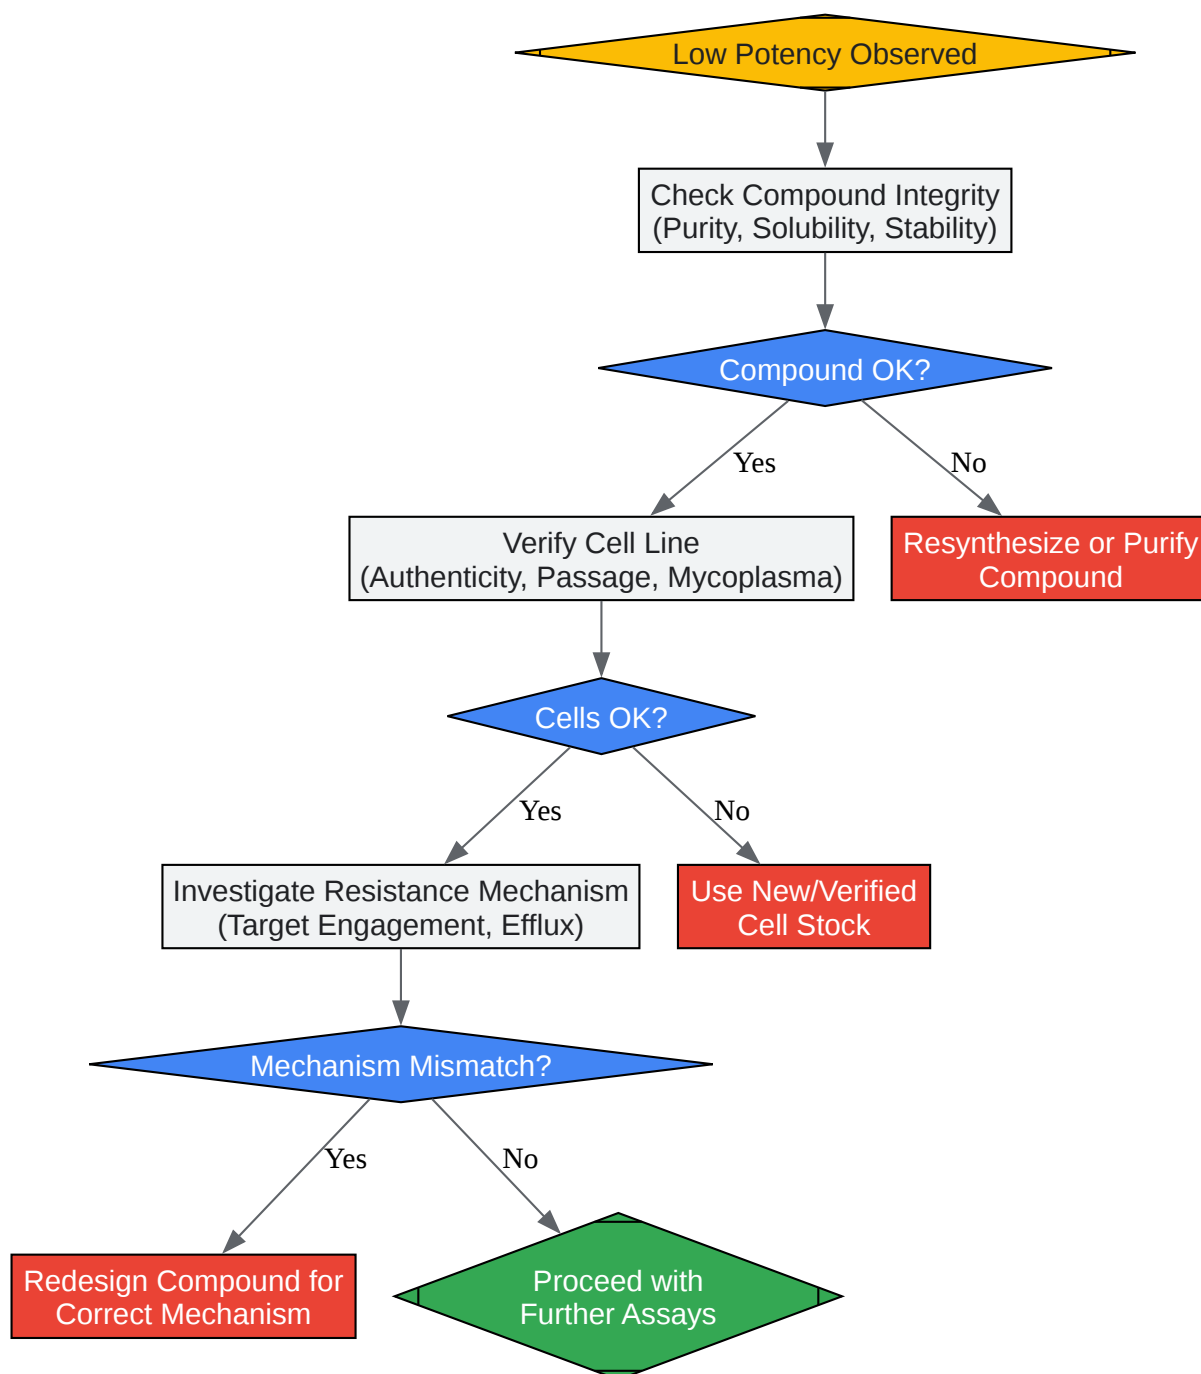 Low Potency Observed
Check Compound Integrity
(Purity, Solubility, Stability)
Compound OK?
Yes
No
Verify Cell Line
(Authenticity, Passage, Mycoplasma)
Resynthesize or Purify
Compound
Cells OK?
Yes
No
Investigate Resistance Mechanism
(Target Engagement, Efflux)
Use New/Verified
Cell Stock
Mechanism Mismatch?
Yes
No
Redesign Compound for
Correct Mechanism
Proceed with
Further Assays